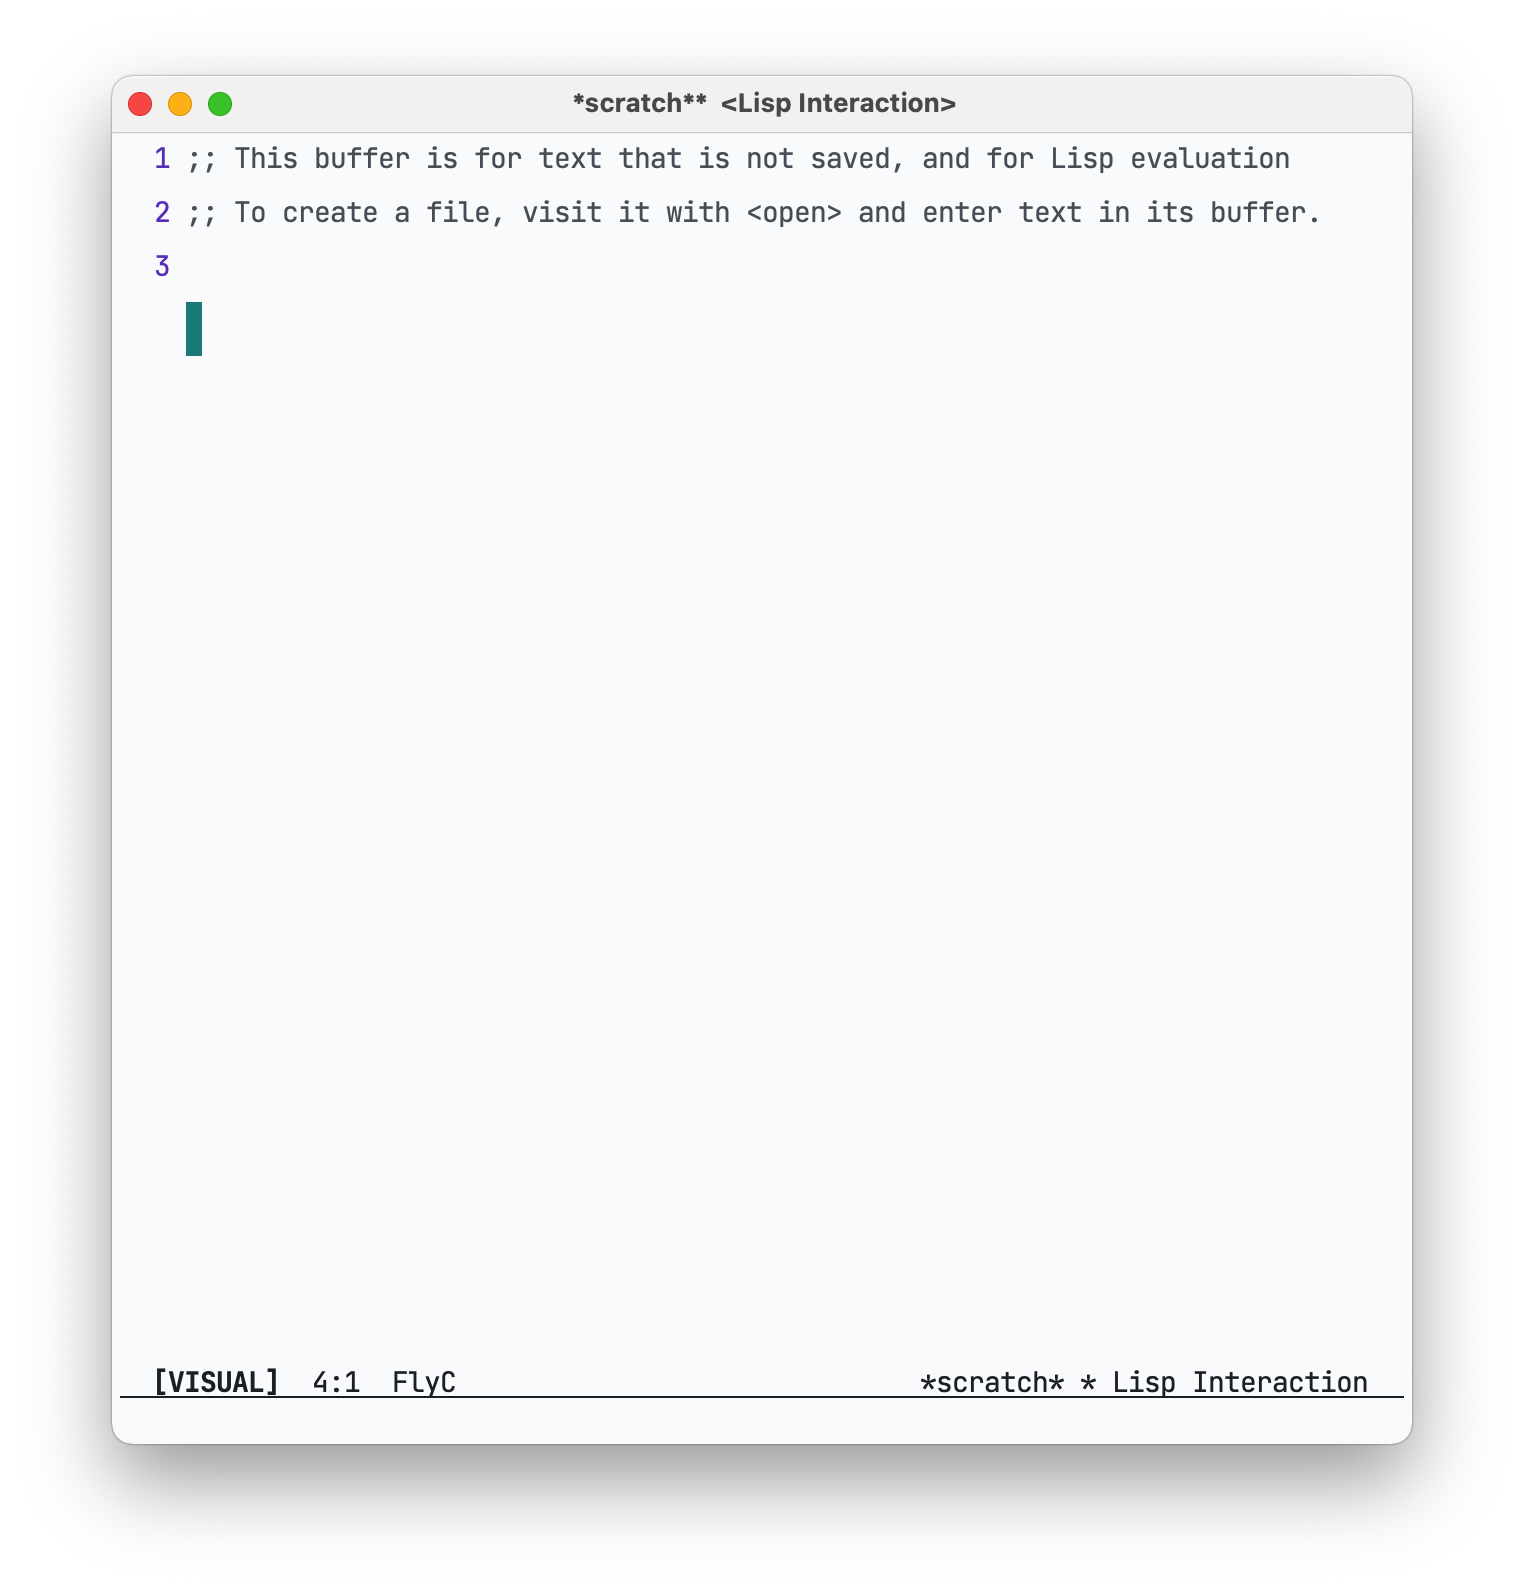 *scratch** <Lisp Interaction>
1 ;; This buffer is for text that is not saved, and for Lisp evaluation
2 ;; To create a file, visit it with <open> and enter text in its buffer.
3
[VISUAL] 4:1 FlyC *scratch* * Lisp Interaction